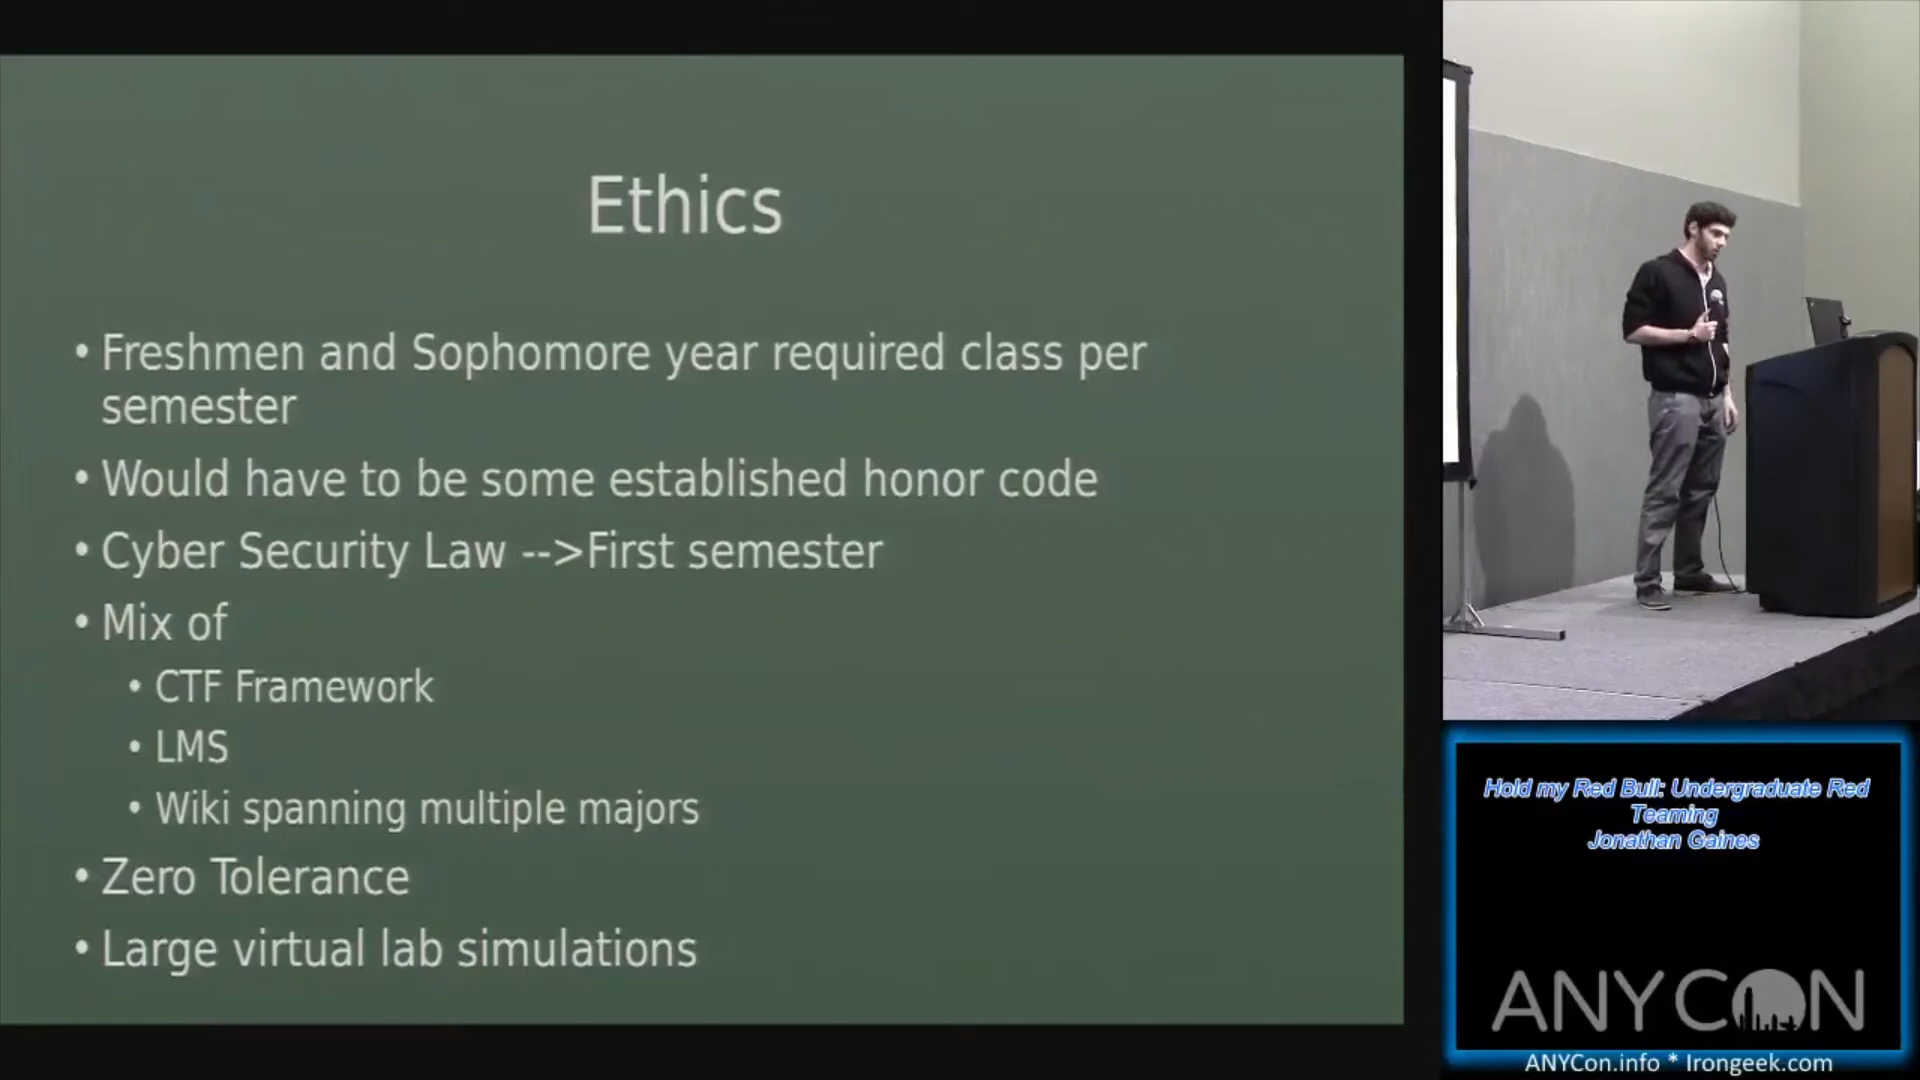 Ethics
• Freshmen and Sophomore year required class per
semester
• Would have to be some established honor code
• Cyber Security Law -->First semester
• Mix of
• CTF Framework
• LMS
• Wiki spanning multiple majors
• Zero Tolerance
• Large virtual lab simulations
Hold my Red Bull: Undergraduate Red
Teaming
Jonathan Gaines
ANYCON
ANYCon.info * Irongeek.com